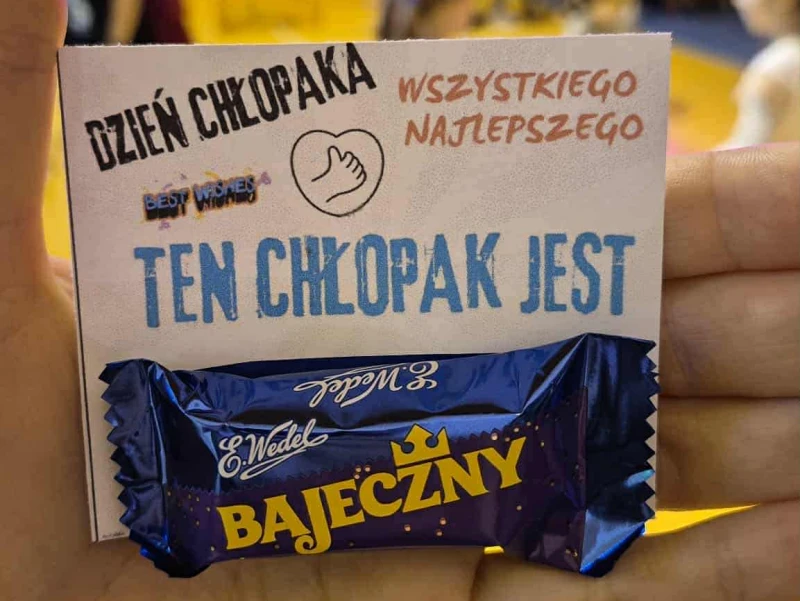 DZIEŃ CHŁOPAKA
WSZYSTKIEGO
NAJLEPSZEGO
BEST WISHES
TEN CHŁOPAK JEST
E. Wedel
E. Wedel
BAJECZNY